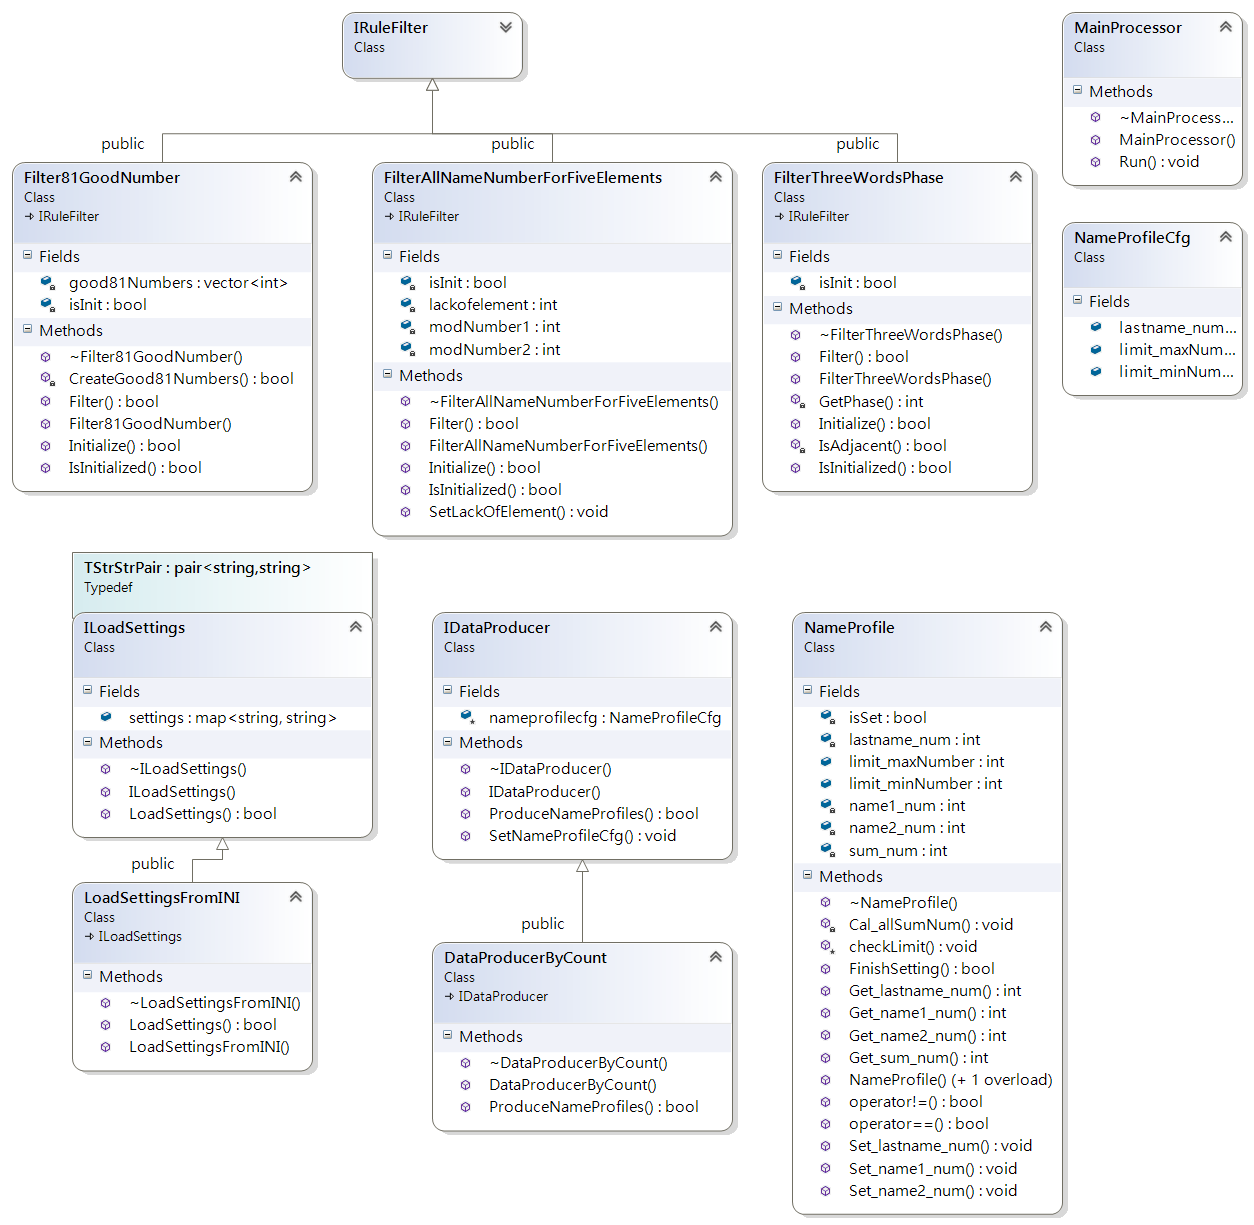 IRuleFilter
Class
MainProcessor
Class
Methods
~MainProcess...
MainProcessor()
Run() : void
public
public
public
Filter81GoodNumber
Class
IRuleFilter
Fields
good81Numbers : vector<int>
isInit : bool
Methods
~Filter81GoodNumber()
CreateGood81Numbers() : bool
Filter() : bool
Filter81GoodNumber()
Initialize() : bool
IsInitialized() : bool
FilterAllNameNumberForFiveElements
Class
IRuleFilter
Fields
isInit : bool
lackofelement : int
modNumber1 : int
modNumber2 : int
Methods
~FilterAllNameNumberForFiveElements()
Filter() : bool
FilterAllNameNumberForFiveElements()
Initialize() : bool
IsInitialized() : bool
SetLackOfElement() : void
FilterThreeWordsPhase
Class
IRuleFilter
Fields
isInit : bool
Methods
~FilterThreeWordsPhase()
Filter() : bool
FilterThreeWordsPhase()
GetPhase() : int
Initialize() : bool
IsAdjacent() : bool
IsInitialized() : bool
NameProfileCfg
Class
Fields
lastname_num...
limit_maxNum...
limit_minNum...
TStrStrPair : pair<string,string>
Typedef
ILoadSettings
Class
Fields
settings : map<string, string>
Methods
~ILoadSettings()
ILoadSettings()
LoadSettings() : bool
public
LoadSettingsFromINI
Class
ILoadSettings
Methods
~LoadSettingsFromINI()
LoadSettings() : bool
LoadSettingsFromINI()
IDataProducer
Class
Fields
nameprofilecfg : NameProfileCfg
Methods
~IDataProducer()
IDataProducer()
ProduceNameProfiles() : bool
SetNameProfileCfg() : void
public
DataProducerByCount
Class
IDataProducer
Methods
~DataProducerByCount()
DataProducerByCount()
ProduceNameProfiles() : bool
NameProfile
Class
Fields
isSet : bool
lastname_num : int
limit_maxNumber : int
limit_minNumber : int
name1_num : int
name2_num : int
sum_num : int
Methods
~NameProfile()
Cal_allSumNum() : void
checkLimit() : void
FinishSetting() : bool
Get_lastname_num() : int
Get_name1_num() : int
Get_name2_num() : int
Get_sum_num() : int
NameProfile() (+ 1 overload)
operator!=() : bool
operator==() : bool
Set_lastname_num() : void
Set_name1_num() : void
Set_name2_num() : void